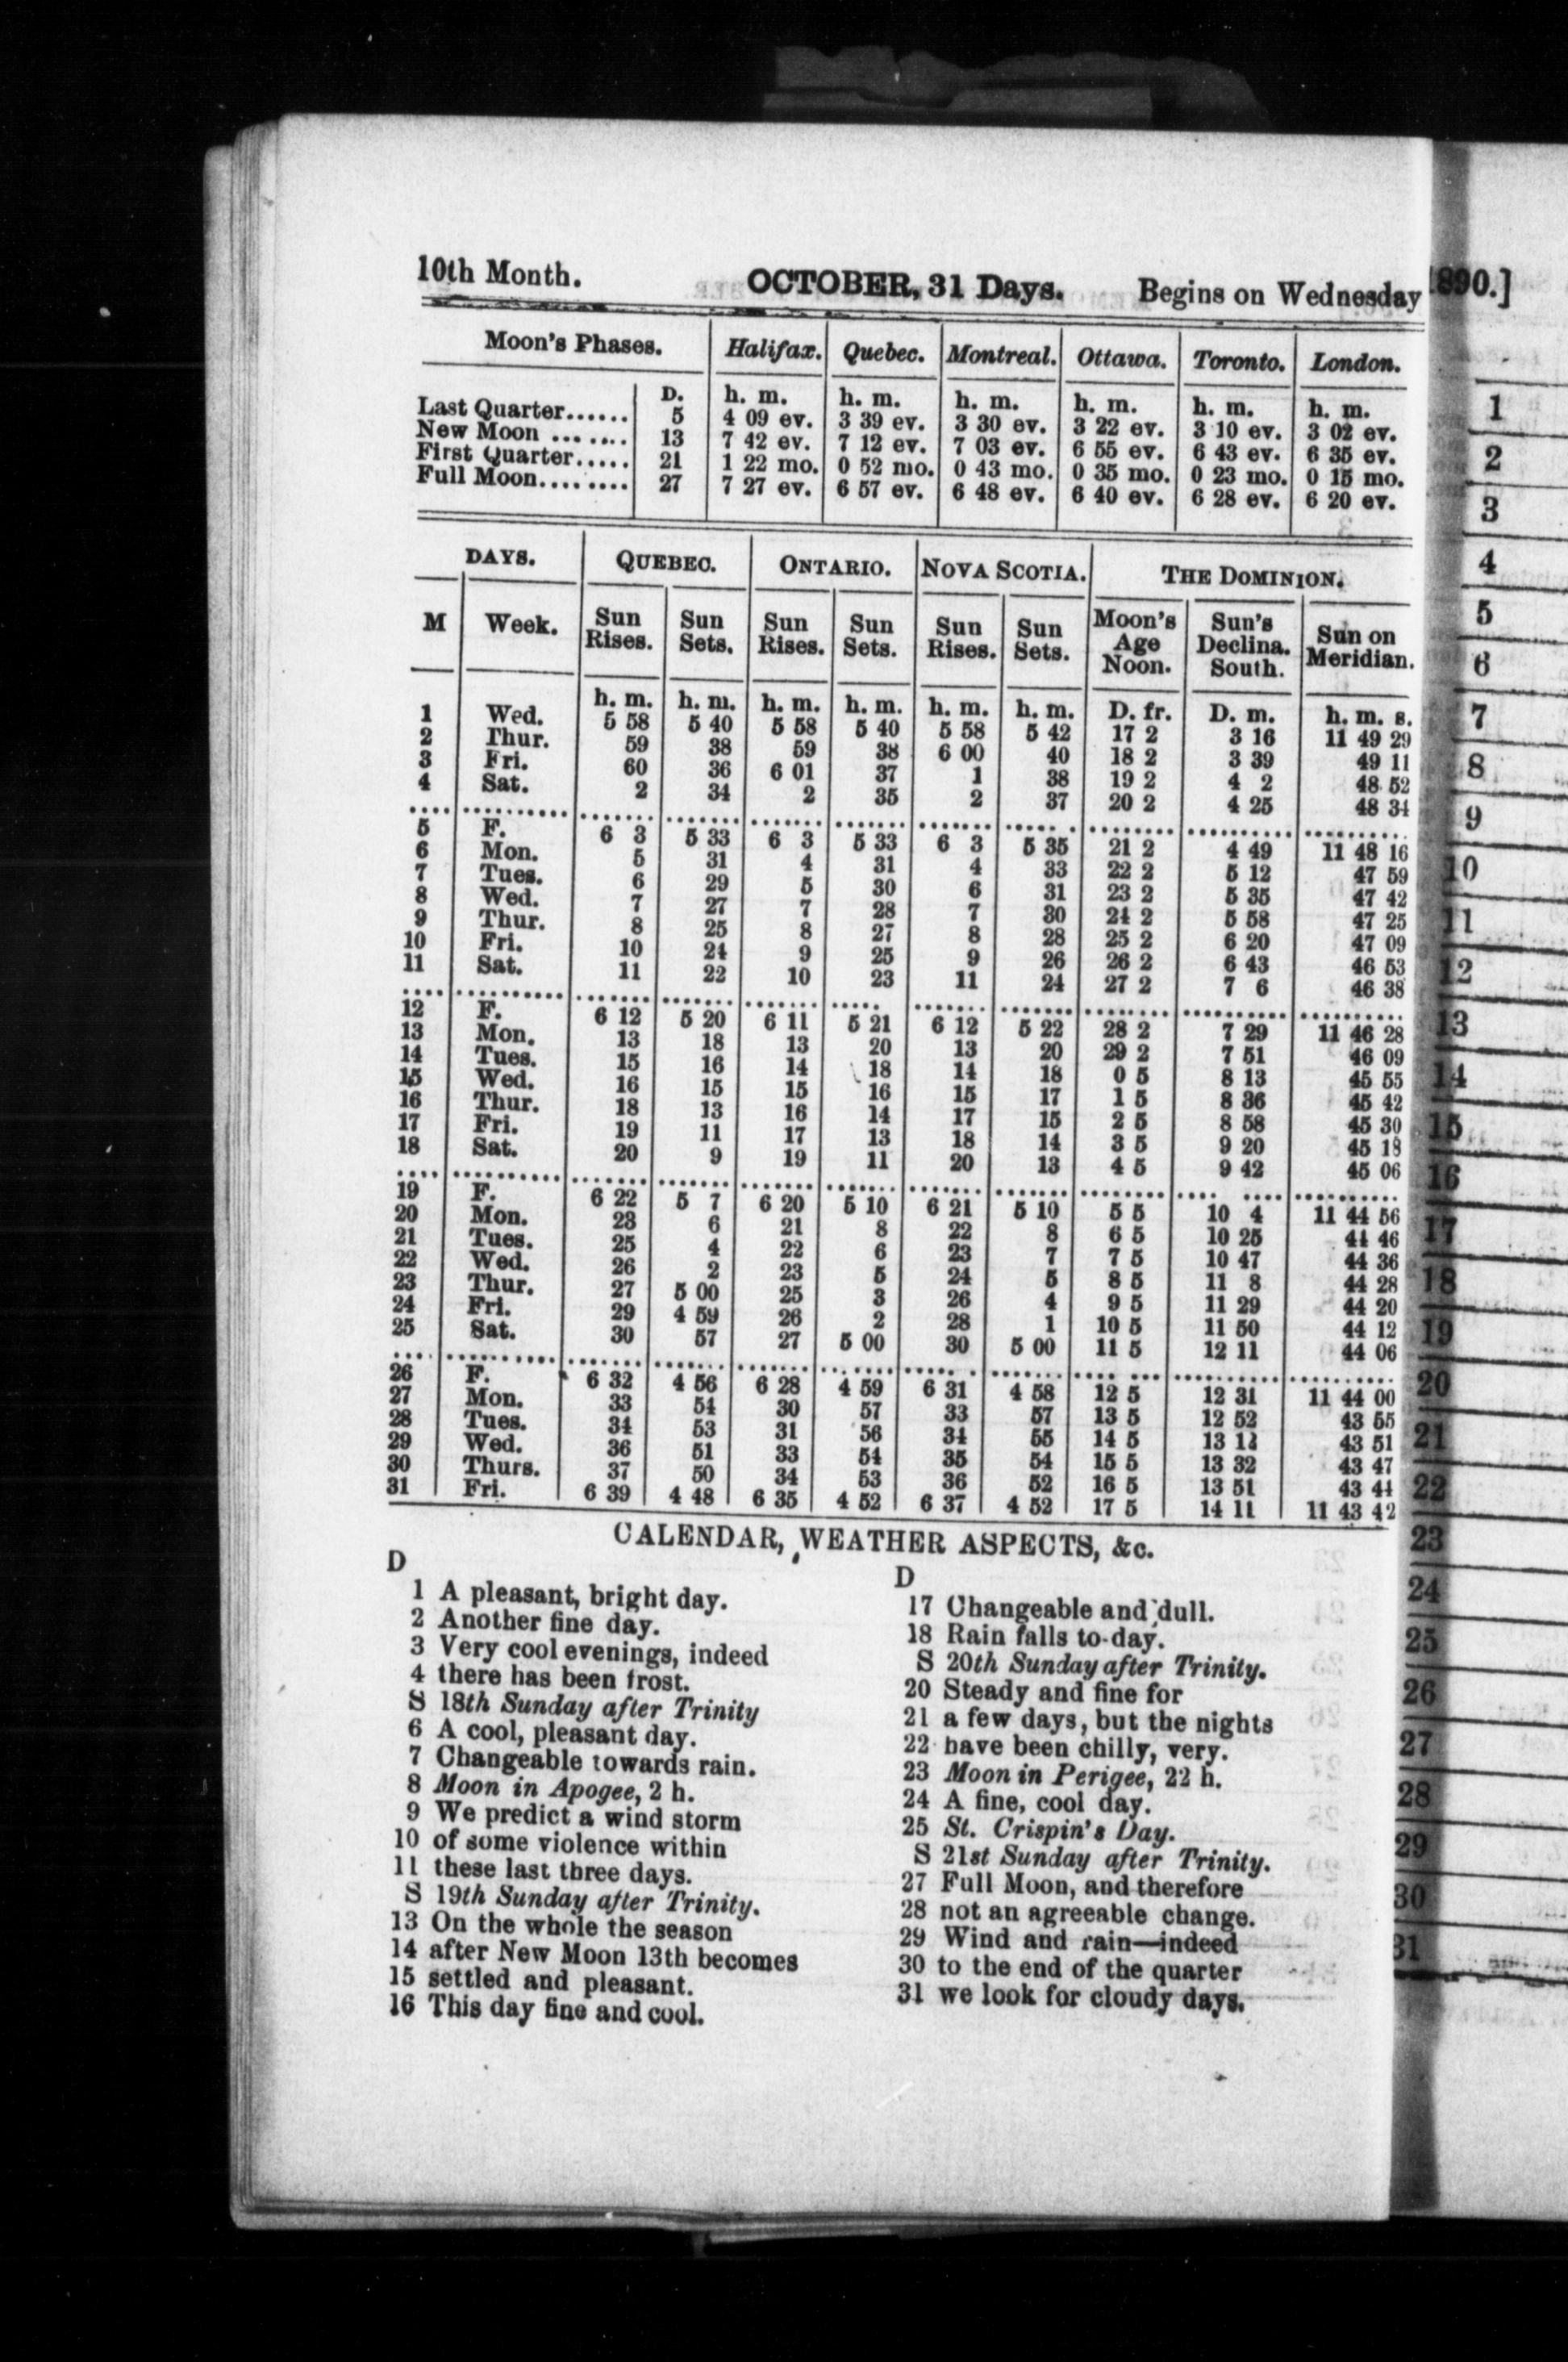 10th Month. OCTOBER, 31 Days. Begins on Wednesday 890.]
Moon's Phases. Halifax. Quebec. Montreal. Ottawa. Toronto. London.
D. h. m. h. m. h. m. h. m. h. m. h. m.
Last Quarter...... 5 4 09 ev. 3 39 ev. 3 30 ev. 3 22 ev. 3 10 ev. 3 02 ev.
New Moon ....... 13 7 42 ev. 7 12 ev. 7 03 ev. 6 55 ev. 6 43 ev. 6 35 ev.
First Quarter..... 21 1 22 mo. 0 52 mo. 0 43 mo. 0 35 mo. 0 23 mo. 0 15 mo.
Full Moon........ 27 7 27 ev. 6 57 ev. 6 48 ev. 6 40 ev. 6 28 ev. 6 20 ev.
DAYS. QUEBEC. ONTARIO. NOVA SCOTIA. THE DOMINION.
M Week. Sun Rises. Sun Sets. Sun Rises. Sun Sets. Sun Rises. Sun Sets. Moon's Age Noon. Sun's Declina. South. Sun on Meridian.
h. m. h. m. h. m. h. m. h. m. h. m. D. fr. D. m. h. m. s.
1 Wed. 5 58 5 40 5 58 5 40 5 58 5 42 17 2 3 16 11 49 29
2 Thur. 59 38 59 38 6 00 40 18 2 3 39 49 11
3 Fri. 60 36 6 01 37 1 38 19 2 4 2 48 52
4 Sat. 2 34 2 35 2 37 20 2 4 25 48 34
5 F. 6 3 5 33 6 3 5 33 6 3 5 35 21 2 4 49 11 48 16
6 Mon. 5 31 4 31 4 33 22 2 5 12 47 59
7 Tues. 6 29 5 30 6 31 23 2 5 35 47 42
8 Wed. 7 27 7 28 7 30 24 2 5 58 47 25
9 Thur. 8 25 8 27 8 28 25 2 6 20 47 09
10 Fri. 10 24 9 25 9 26 26 2 6 43 46 53
11 Sat. 11 22 10 23 11 24 27 2 7 6 46 38
12 F. 6 12 5 20 6 11 5 21 6 12 5 22 28 2 7 29 11 46 28
13 Mon. 13 18 13 20 13 20 29 2 7 51 46 09
14 Tues. 15 16 14 18 14 18 0 5 8 13 45 55
15 Wed. 16 15 15 16 15 17 1 5 8 36 45 42
16 Thur. 18 13 16 14 17 15 2 5 8 58 45 30
17 Fri. 19 11 17 13 18 14 3 5 9 20 45 18
18 Sat. 20 9 19 11 20 13 4 5 9 42 45 06
19 F. 6 22 5 7 6 20 5 10 6 21 5 10 5 5 10 4 11 44 56
20 Mon. 23 6 21 8 22 8 6 5 10 25 44 46
21 Tues. 25 4 22 6 23 7 7 5 10 47 44 36
22 Wed. 26 2 23 5 24 5 8 5 11 8 44 28
23 Thur. 27 5 00 25 3 26 4 9 5 11 29 44 20
24 Fri. 29 4 59 26 2 28 1 10 5 11 50 44 12
25 Sat. 30 57 27 5 00 30 5 00 11 5 12 11 44 06
26 F. 6 32 4 56 6 28 4 59 6 31 4 58 12 5 12 31 11 44 00
27 Mon. 33 54 30 57 33 57 13 5 12 52 43 55
28 Tues. 34 53 31 56 34 55 14 5 13 12 43 51
29 Wed. 36 51 33 54 35 54 15 5 13 32 43 47
30 Thurs. 37 50 34 53 36 52 16 5 13 51 43 44
31 Fri. 6 39 4 48 6 35 4 52 6 37 4 52 17 5 14 11 11 43 42
CALENDAR, WEATHER ASPECTS, &c.
D
1 A pleasant, bright day.
2 Another fine day.
3 Very cool evenings, indeed
4 there has been frost.
S 18th Sunday after Trinity
6 A cool, pleasant day.
7 Changeable towards rain.
8 Moon in Apogee, 2 h.
9 We predict a wind storm
10 of some violence within
11 these last three days.
S 19th Sunday after Trinity.
13 On the whole the season
14 after New Moon 13th becomes
15 settled and pleasant.
16 This day fine and cool.
D
17 Changeable and dull.
18 Rain falls to-day.
S 20th Sunday after Trinity.
20 Steady and fine for
21 a few days, but the nights
22 have been chilly, very.
23 Moon in Perigee, 22 h.
24 A fine, cool day.
25 St. Crispin's Day.
S 21st Sunday after Trinity.
27 Full Moon, and therefore
28 not an agreeable change.
29 Wind and rain—indeed
30 to the end of the quarter
31 we look for cloudy days.
1
2
3
4
5
6
7
8
9
10
11
12
13
14
15
16
17
18
19
20
21
22
23
24
25
26
27
28
29
30
31